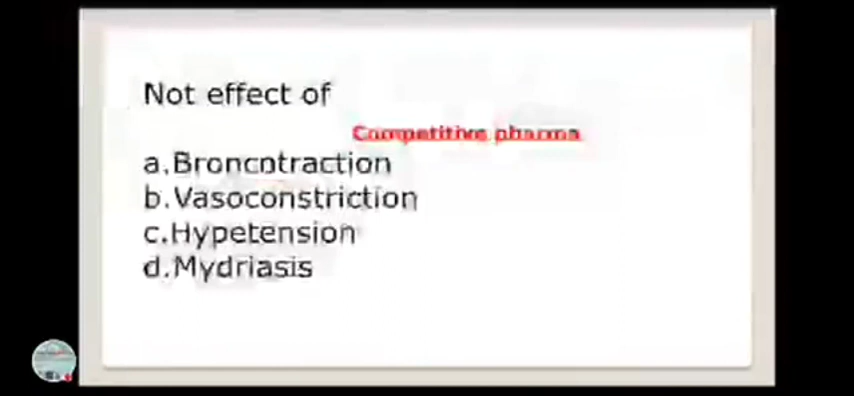 Not effect of
Competitive pharma
a.Broncotraction
b.Vasoconstriction
c.Hypetension
d.Mydriasis